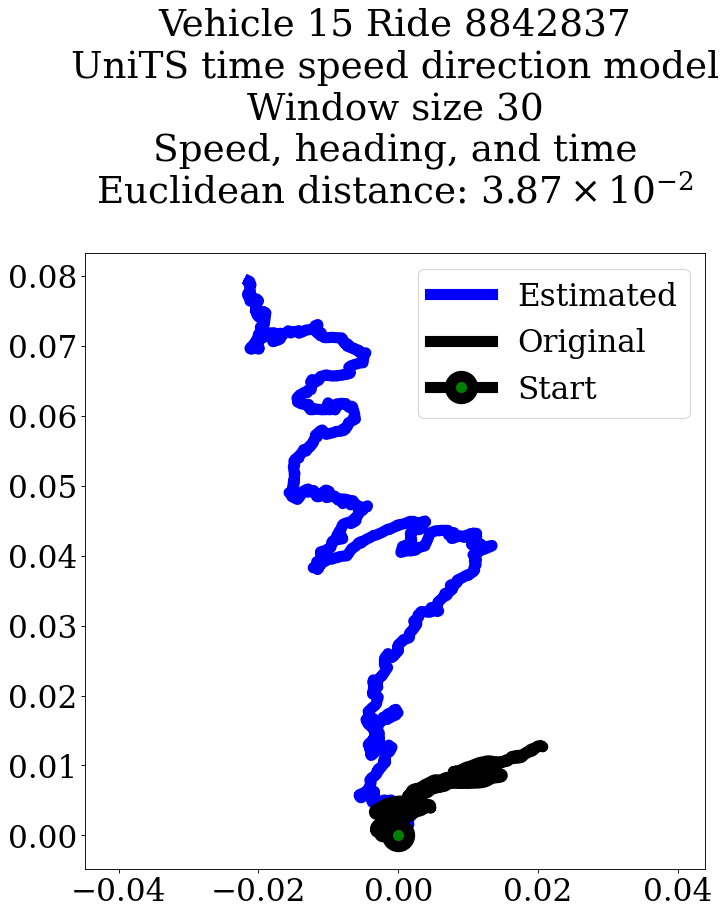 Vehicle 15 Ride 8842837
UniTS time speed direction model
Window size 30
Speed, heading, and time
Euclidean distance: 3.87 × 10⁻²
Estimated
Original
Start
0.08
0.07
0.06
0.05
0.04
0.03
0.02
0.01
0.00
−0.04 −0.02 0.00 0.02 0.04